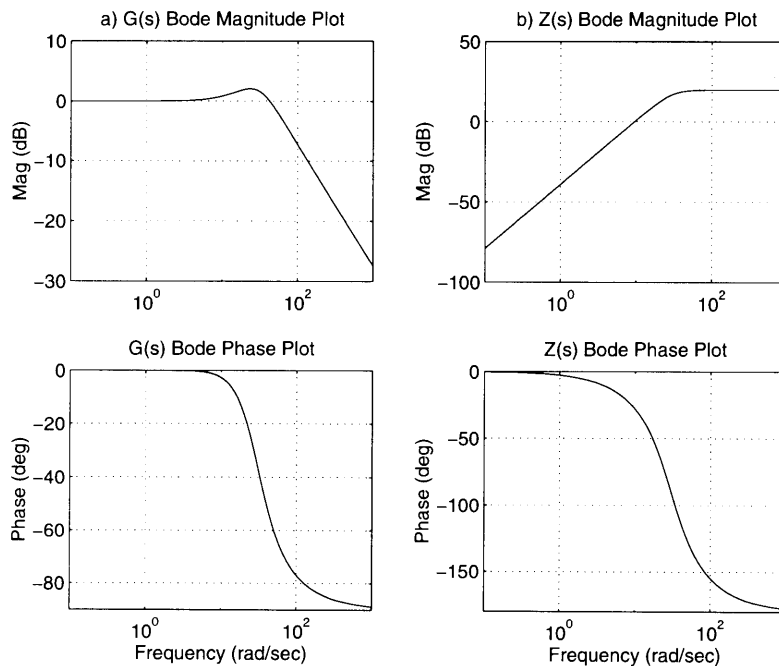 a) G(s) Bode Magnitude Plot
10
0
−10
−20
−30
Mag (dB)
10^0
10^2
b) Z(s) Bode Magnitude Plot
50
0
−50
−100
Mag (dB)
10^0
10^2
G(s) Bode Phase Plot
0
−20
−40
−60
−80
Phase (deg)
10^0
10^2
Frequency (rad/sec)
Z(s) Bode Phase Plot
0
−50
−100
−150
Phase (deg)
10^0
10^2
Frequency (rad/sec)